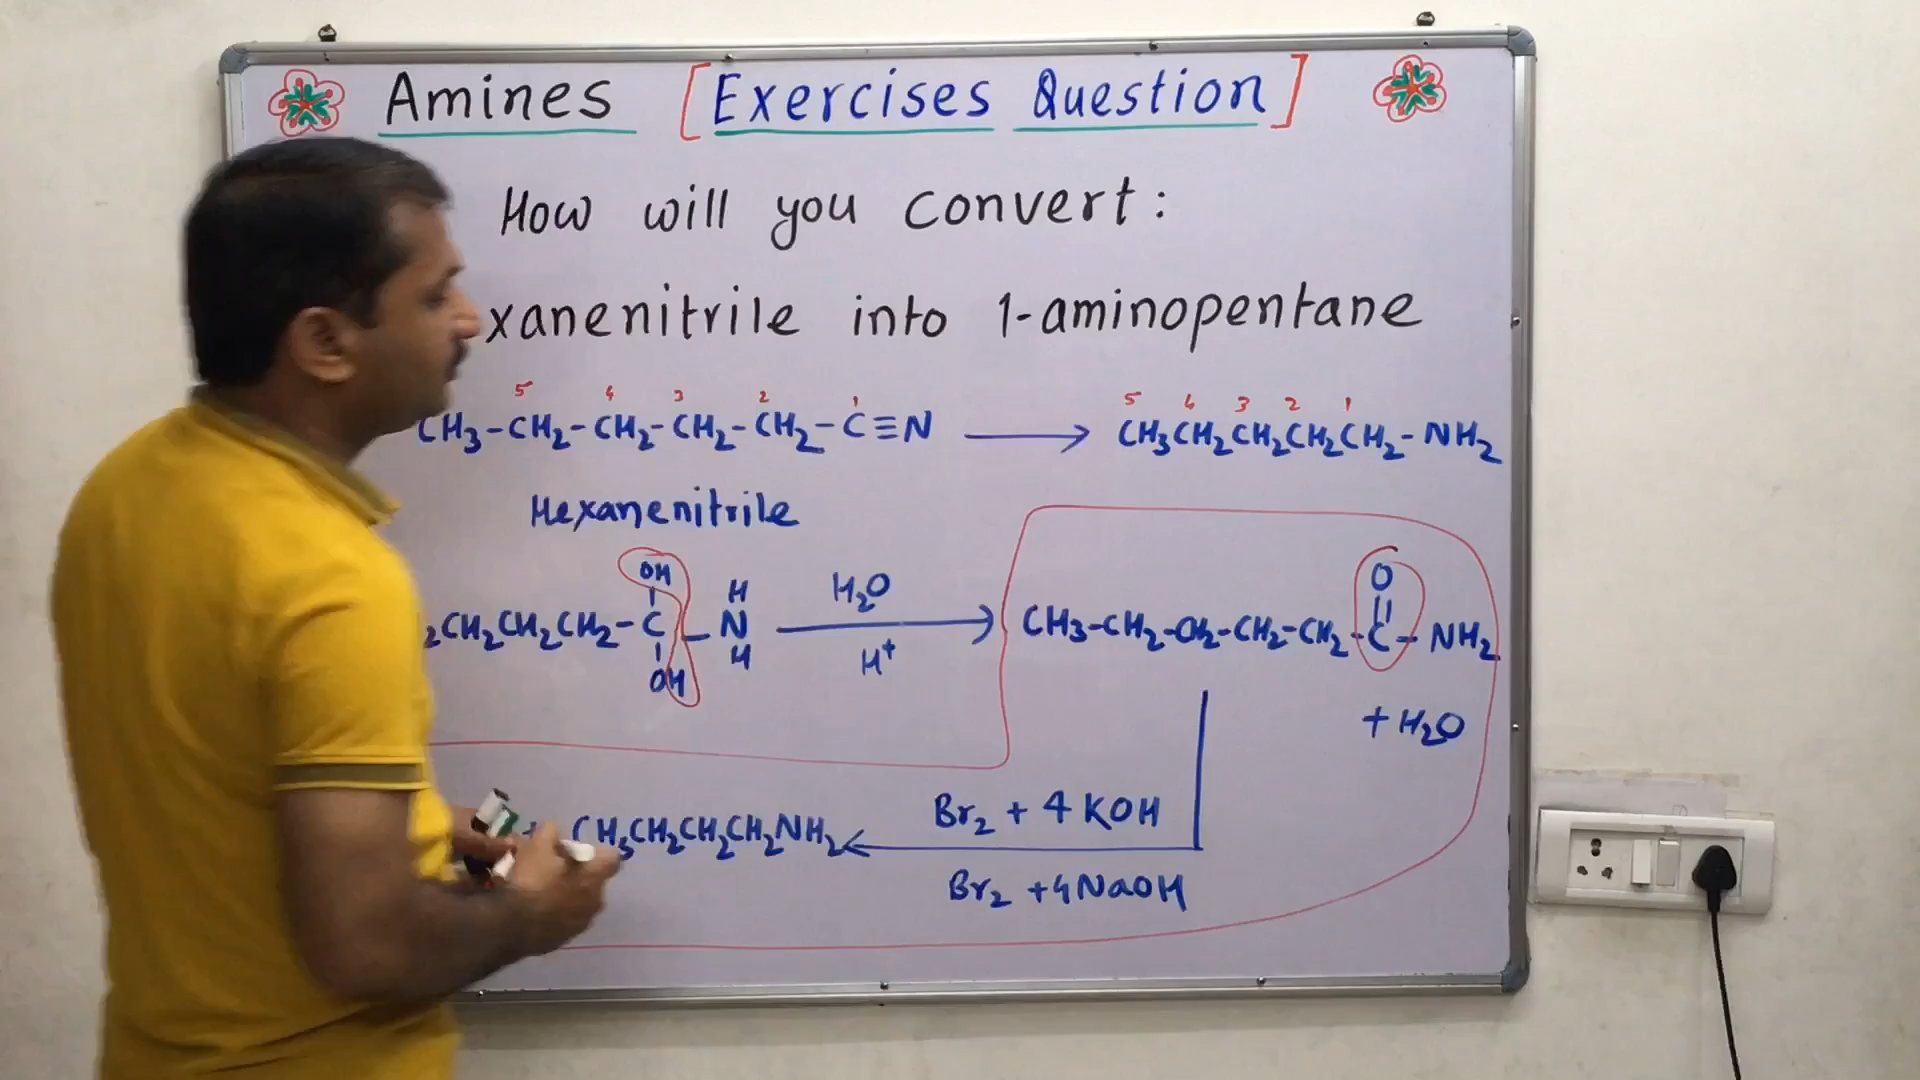 Amines [Exercises Question]
How will you convert:
xanenitrile into 1-aminopentane
5 4 3 2 1
CH3-CH2-CH2-CH2-CH2-C≡N → CH3CH2CH2CH2CH2-NH2
5 4 3 2 1
Hexanenitrile
OH
H
2CH2CH2CH2-C-N
H
OH
H2O
H+
O
CH3-CH2-CH2-CH2-CH2-C-NH2
+ H2O
CH3CH2CH2CH2NH2
Br2 + 4 KOH
Br2 + 4NaOH